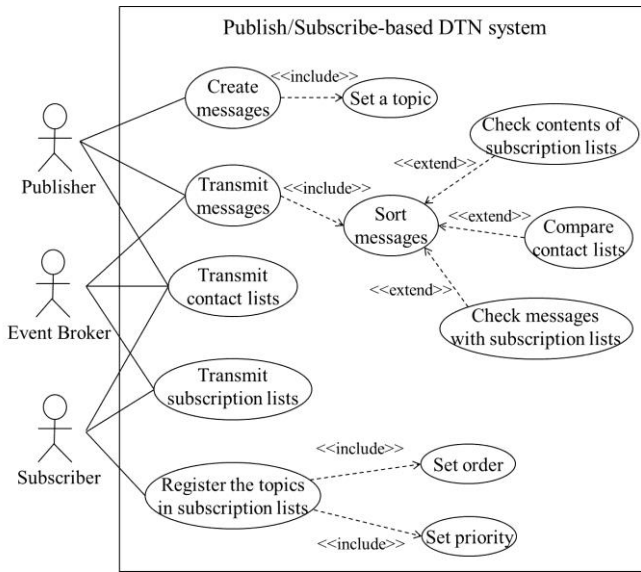 Publish/Subscribe-based DTN system
Create
messages
<<include>>
Set a topic
Publisher
Transmit
messages
<<include>>
Sort
messages
<<extend>>
Check contents of
subscription lists
<<extend>>
Compare
contact lists
<<extend>>
Check messages
with subscription lists
Event Broker
Transmit
contact lists
Transmit
subscription lists
Subscriber
Register the topics
in subscription lists
<<include>>
Set order
<<include>>
Set priority